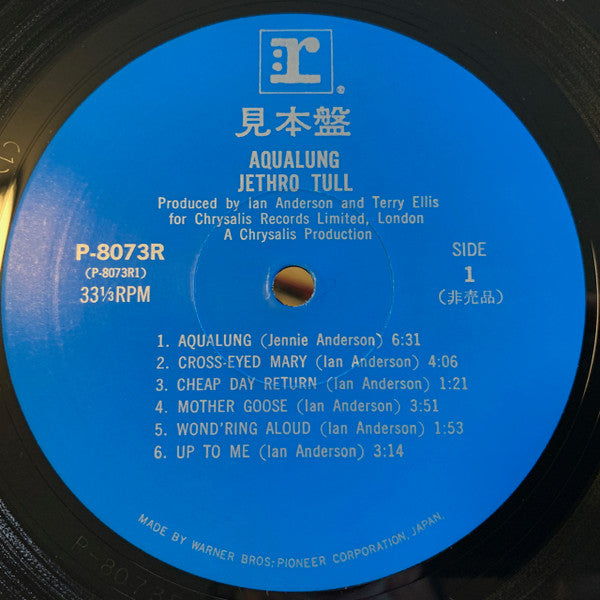 r
®
見本盤
AQUALUNG
JETHRO TULL
Produced by Ian Anderson and Terry Ellis
for Chrysalis Records Limited, London
A Chrysalis Production
P-8073R
(P-8073R1)
33⅓RPM
SIDE
1
(非売品)
1. AQUALUNG (Jennie Anderson) 6:31
2. CROSS-EYED MARY (Ian Anderson) 4:06
3. CHEAP DAY RETURN (Ian Anderson) 1:21
4. MOTHER GOOSE (Ian Anderson) 3:51
5. WOND'RING ALOUD (Ian Anderson) 1:53
6. UP TO ME (Ian Anderson) 3:14
MADE BY WARNER BROS.-PIONEER CORPORATION, JAPAN.